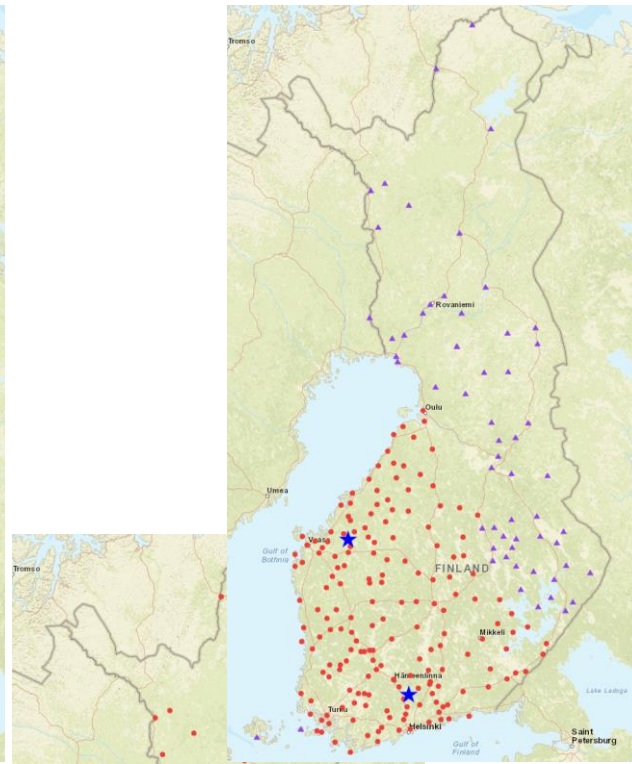 Tromso
Rovaniemi
Oulu
Umea
Vaasa
Gulf of
Bothnia
FINLAND
Tromso
Mikkeli
Hämeenlinna
Lake Ladoga
Turku
Helsinki
Gulf of
Finland
Saint
Petersburg